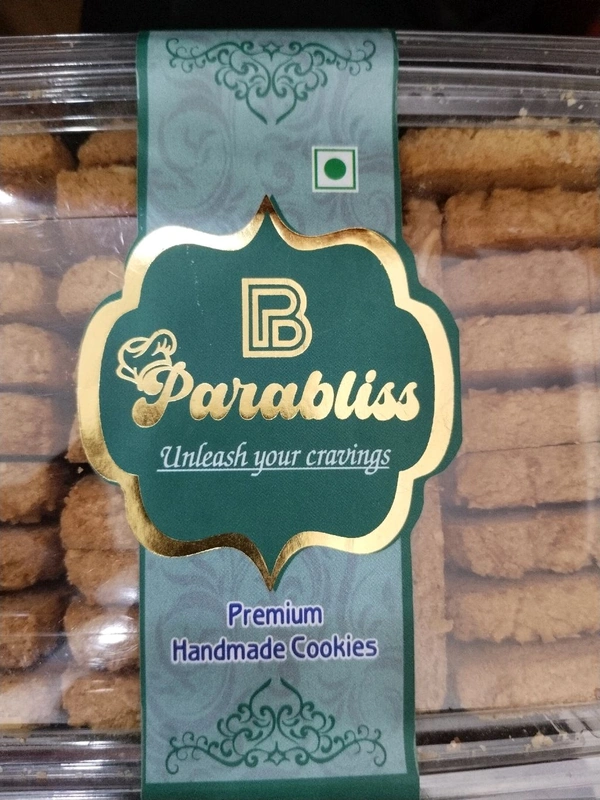 PB
Parabliss
Unleash your cravings
Premium
Handmade Cookies